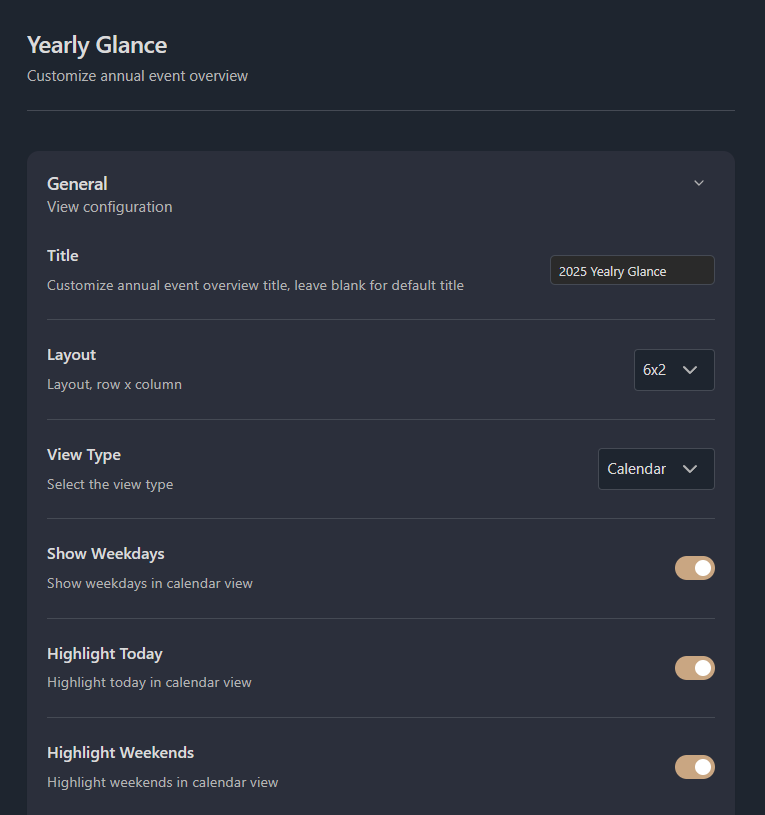 Yearly Glance
Customize annual event overview
General
View configuration
Title
Customize annual event overview title, leave blank for default title
2025 Yealry Glance
Layout
Layout, row x column
6x2
View Type
Select the view type
Calendar
Show Weekdays
Show weekdays in calendar view
Highlight Today
Highlight today in calendar view
Highlight Weekends
Highlight weekends in calendar view